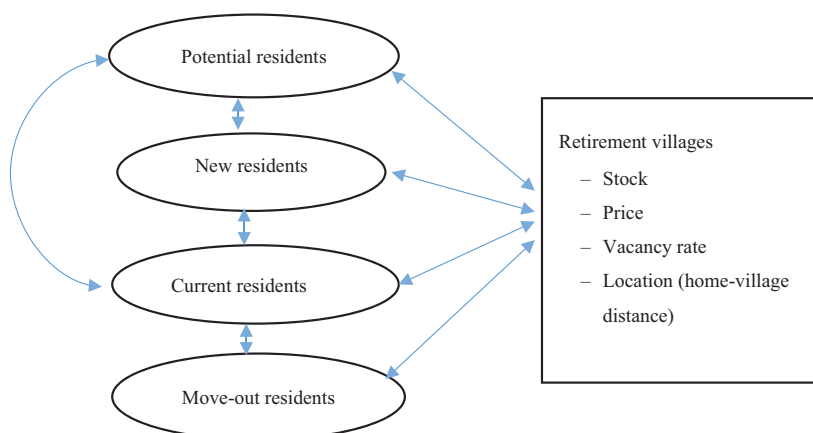 Potential residents
New residents
Current residents
Move-out residents
Retirement villages
– Stock
– Price
– Vacancy rate
– Location (home-village
distance)